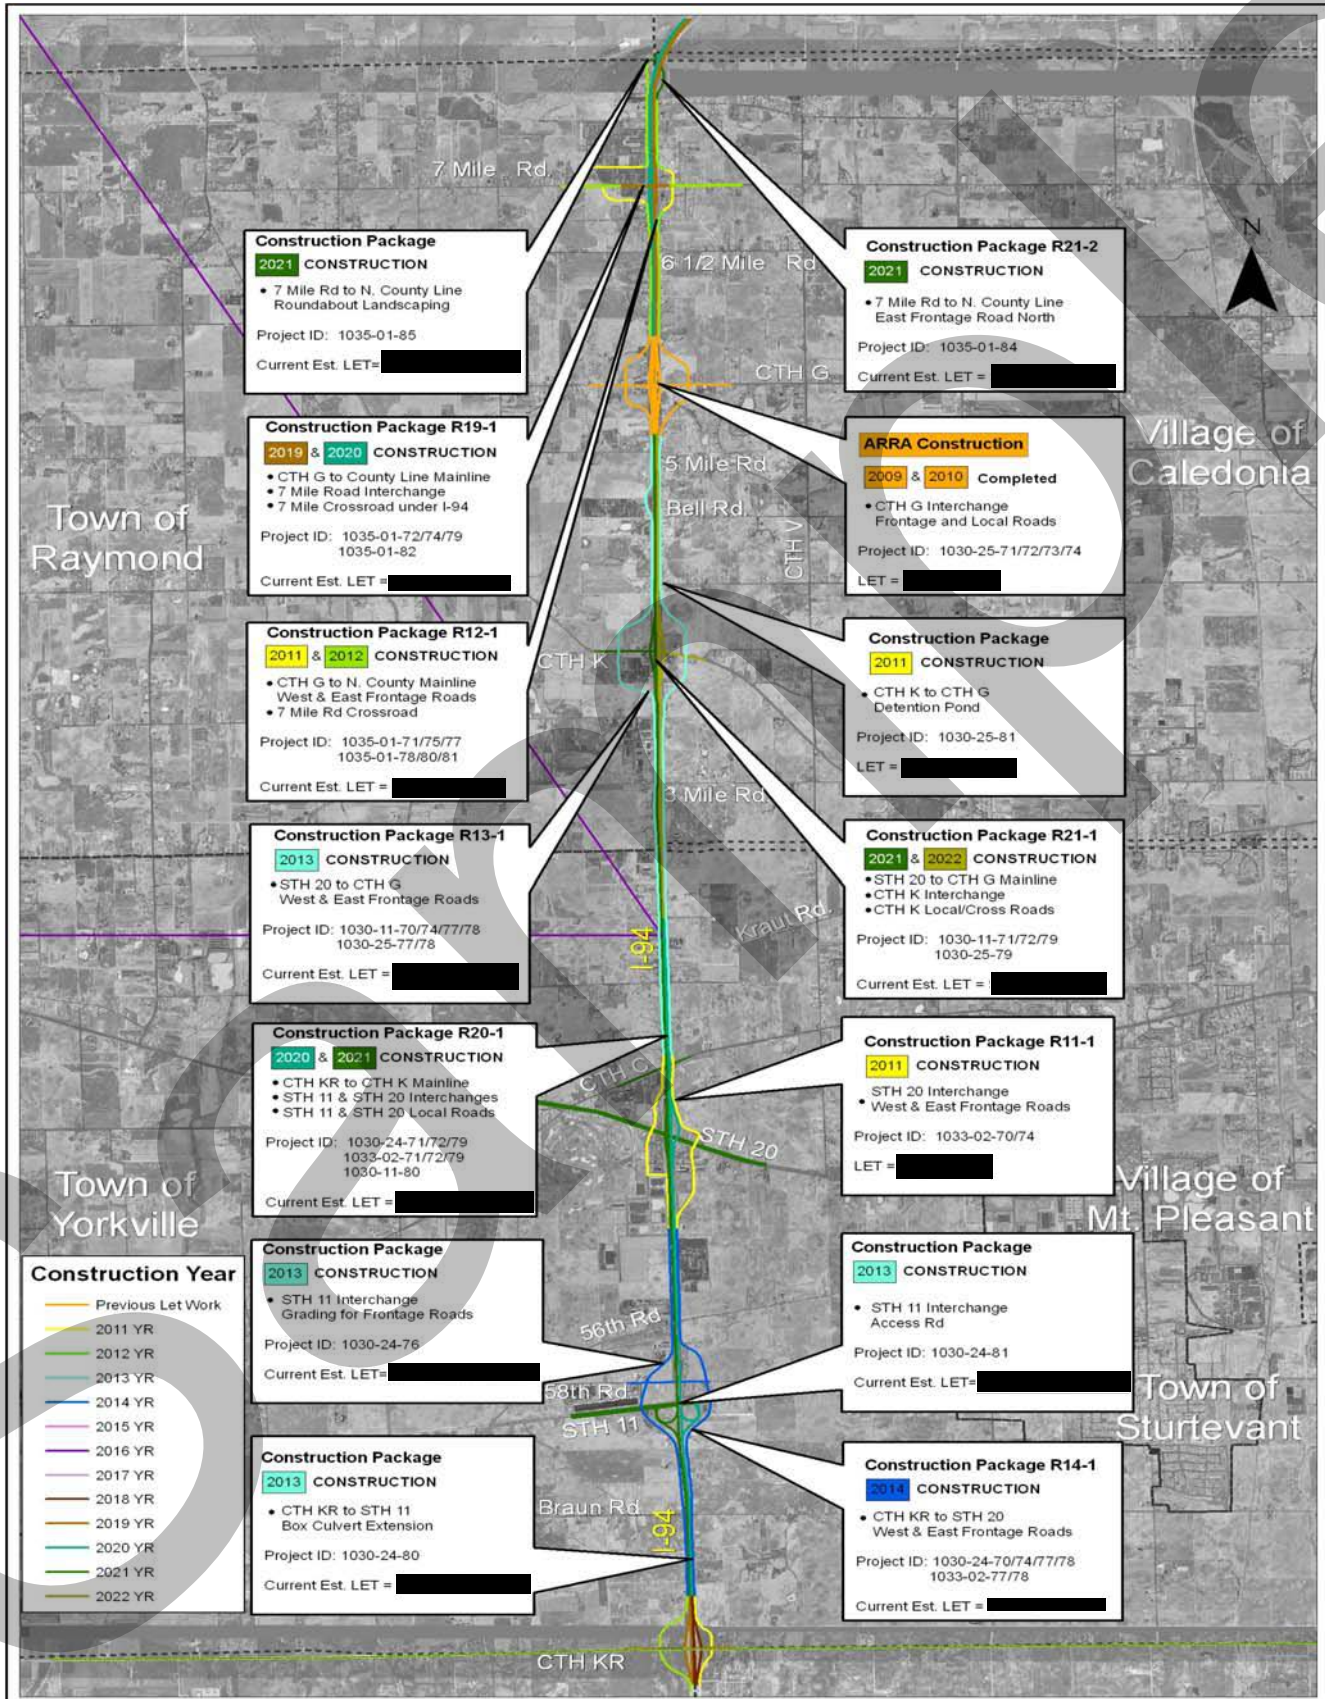 7 Mile Rd.
N
Construction Package
2021 CONSTRUCTION
• 7 Mile Rd to N. County Line
Roundabout Landscaping
Project ID: 1035-01-85
Current Est. LET=
6 1/2 Mile Rd
Construction Package R21-2
2021 CONSTRUCTION
• 7 Mile Rd to N. County Line
East Frontage Road North
Project ID: 1035-01-84
Current Est. LET =
CTH G
Construction Package R19-1
2019 & 2020 CONSTRUCTION
• CTH G to County Line Mainline
• 7 Mile Road Interchange
• 7 Mile Crossroad under I-94
Project ID: 1035-01-72/74/79
1035-01-82
Current Est. LET =
5 Mile Rd.
Bell Rd.
CTH V
ARRA Construction
2009 & 2010 Completed
• CTH G Interchange
Frontage and Local Roads
Project ID: 1030-25-71/72/73/74
LET =
Village of
Caledonia
Town of
Raymond
Construction Package R12-1
2011 & 2012 CONSTRUCTION
• CTH G to N. County Mainline
West & East Frontage Roads
• 7 Mile Rd Crossroad
Project ID: 1035-01-71/75/77
1035-01-78/80/81
Current Est. LET =
CTH K
Construction Package
2011 CONSTRUCTION
• CTH K to CTH G
Detention Pond
Project ID: 1030-25-81
LET =
3 Mile Rd.
Construction Package R13-1
2013 CONSTRUCTION
• STH 20 to CTH G
West & East Frontage Roads
Project ID: 1030-11-70/74/77/78
1030-25-77/78
Current Est. LET =
Construction Package R21-1
2021 & 2022 CONSTRUCTION
• STH 20 to CTH G Mainline
• CTH K Interchange
• CTH K Local/Cross Roads
Project ID: 1030-11-71/72/79
1030-25-79
Current Est. LET =
Kraut Rd.
I-94
Construction Package R20-1
2020 & 2021 CONSTRUCTION
• CTH KR to CTH K Mainline
• STH 11 & STH 20 Interchanges
• STH 11 & STH 20 Local Roads
Project ID: 1030-24-71/72/79
1033-02-71/72/79
1030-11-80
Current Est. LET =
CTH C
STH 20
Construction Package R11-1
2011 CONSTRUCTION
• STH 20 Interchange
West & East Frontage Roads
Project ID: 1033-02-70/74
LET =
Town of
Yorkville
Village of
Mt. Pleasant
Construction Package
2013 CONSTRUCTION
• STH 11 Interchange
Grading for Frontage Roads
Project ID: 1030-24-76
Current Est. LET=
56th Rd
58th Rd.
STH 11
Construction Package
2013 CONSTRUCTION
• STH 11 Interchange
Access Rd
Project ID: 1030-24-81
Current Est. LET=
Town of
Sturtevant
Construction Year
Previous Let Work
2011 YR
2012 YR
2013 YR
2014 YR
2015 YR
2016 YR
2017 YR
2018 YR
2019 YR
2020 YR
2021 YR
2022 YR
Construction Package
2013 CONSTRUCTION
• CTH KR to STH 11
Box Culvert Extension
Project ID: 1030-24-80
Current Est. LET =
Braun Rd
I-94
Construction Package R14-1
2014 CONSTRUCTION
• CTH KR to STH 20
West & East Frontage Roads
Project ID: 1030-24-70/74/77/78
1033-02-77/78
Current Est. LET =
CTH KR
Sample